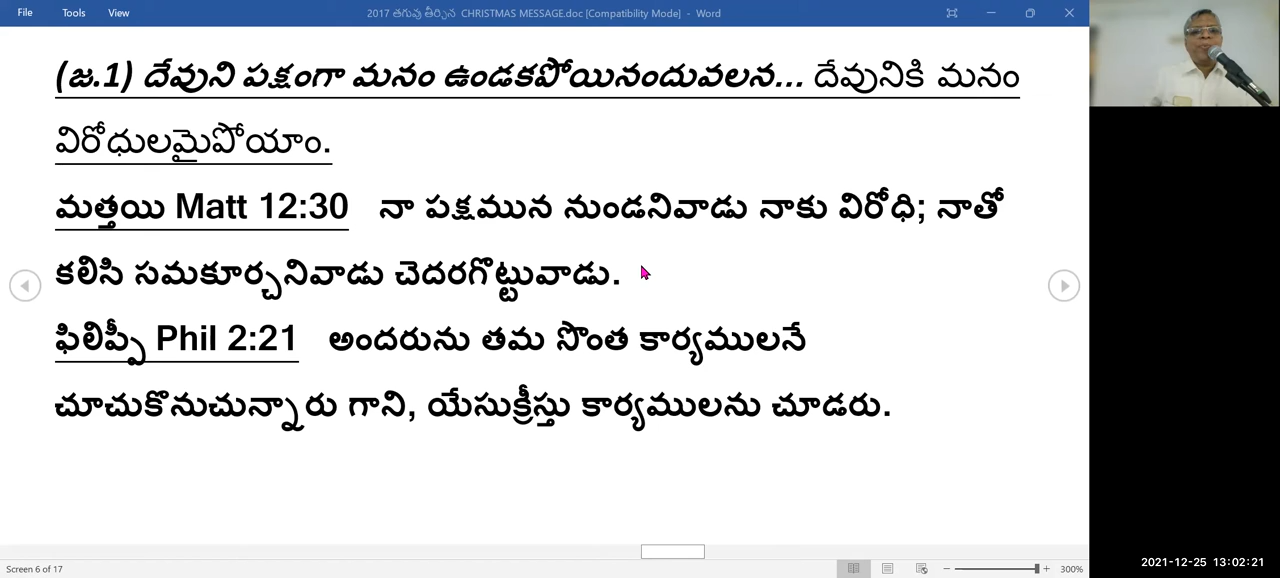 File Tools View 2017 తగువు తీర్చిన CHRISTMAS MESSAGE.doc [Compatibility Mode] - Word
(జ.1) దేవుని పక్షంగా మనం ఉండకపోయినందువలన... దేవునికి మనం
విరోధులమైపోయాం.
మత్తయి Matt 12:30 నా పక్షమున నుండనివాడు నాకు విరోధి; నాతో
కలిసి సమకూర్చనివాడు చెదరగొట్టువాడు.
ఫిలిప్పీ Phil 2:21 అందరును తమ సొంత కార్యములనే
చూచుకొనుచున్నారు గాని, యేసుక్రీస్తు కార్యములను చూడరు.
2021-12-25 13:02:21
Screen 6 of 17 300%